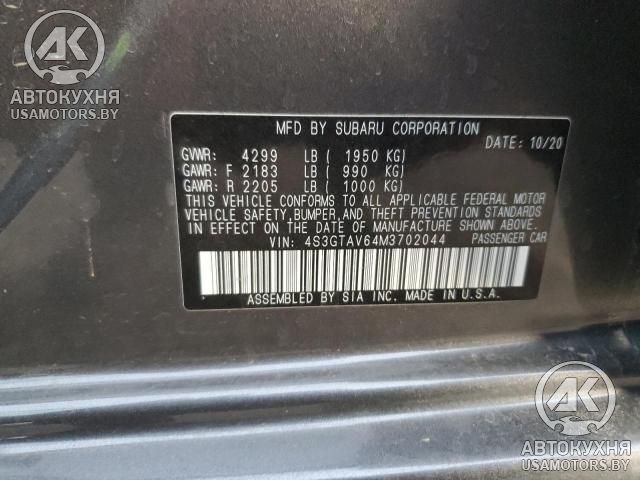 AK
АВТОКУХНЯ
USAMOTORS.BY
MFD BY SUBARU CORPORATION
DATE: 10/20
GVWR: 4299 LB ( 1950 KG)
GAWR: F 2183 LB ( 990 KG)
GAWR: R 2205 LB ( 1000 KG)
THIS VEHICLE CONFORMS TO ALL APPLICABLE FEDERAL MOTOR
VEHICLE SAFETY,BUMPER,AND THEFT PREVENTION STANDARDS
IN EFFECT ON THE DATE OF MANUFACTURE SHOWN ABOVE.
VIN: 4S3GTAV64M3702044 PASSENGER CAR
ASSEMBLED BY SIA INC. MADE IN U.S.A.
AK
АВТОКУХНЯ
USAMOTORS.BY